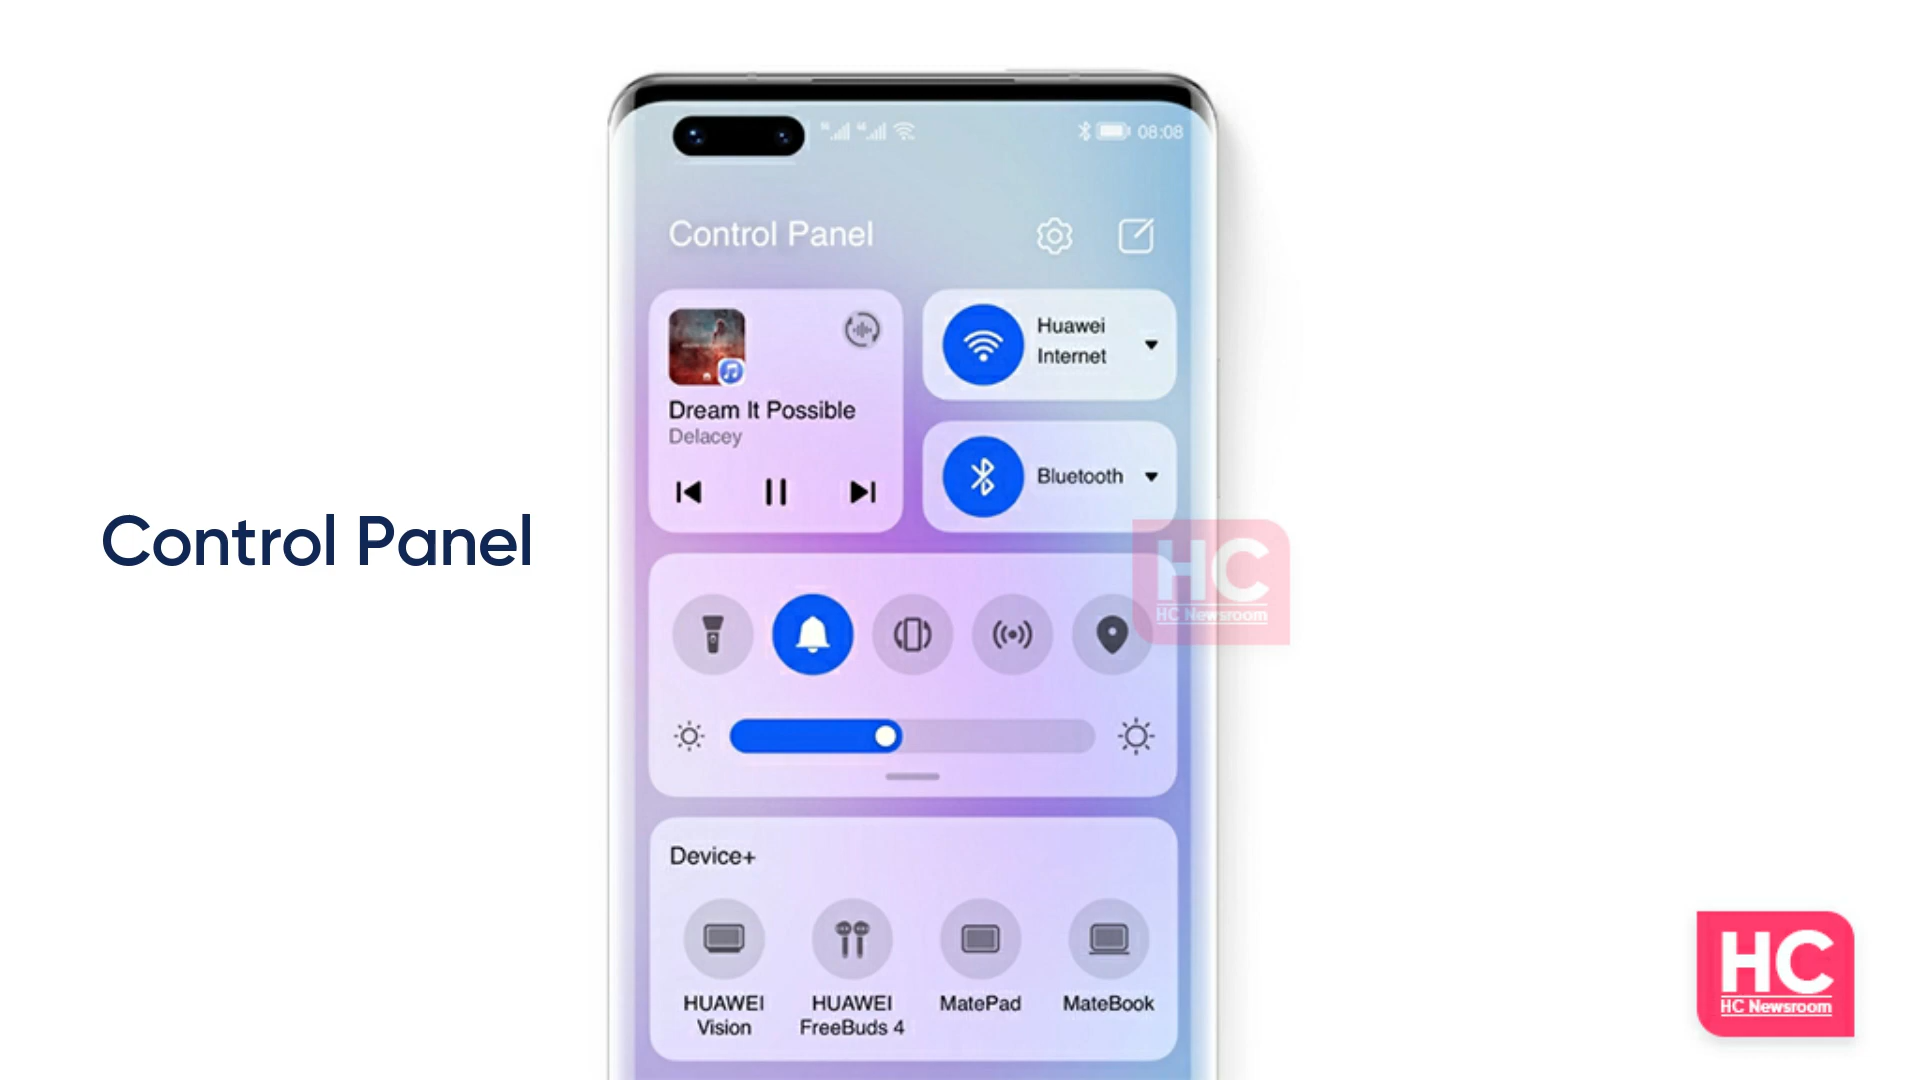 08:08
Control Panel
Huawei
Internet
Dream It Possible
Delacey
Bluetooth
Control Panel
HC
HC Newsroom
Device+
HUAWEI
Vision
HUAWEI
FreeBuds 4
MatePad
MateBook
HC
HC Newsroom